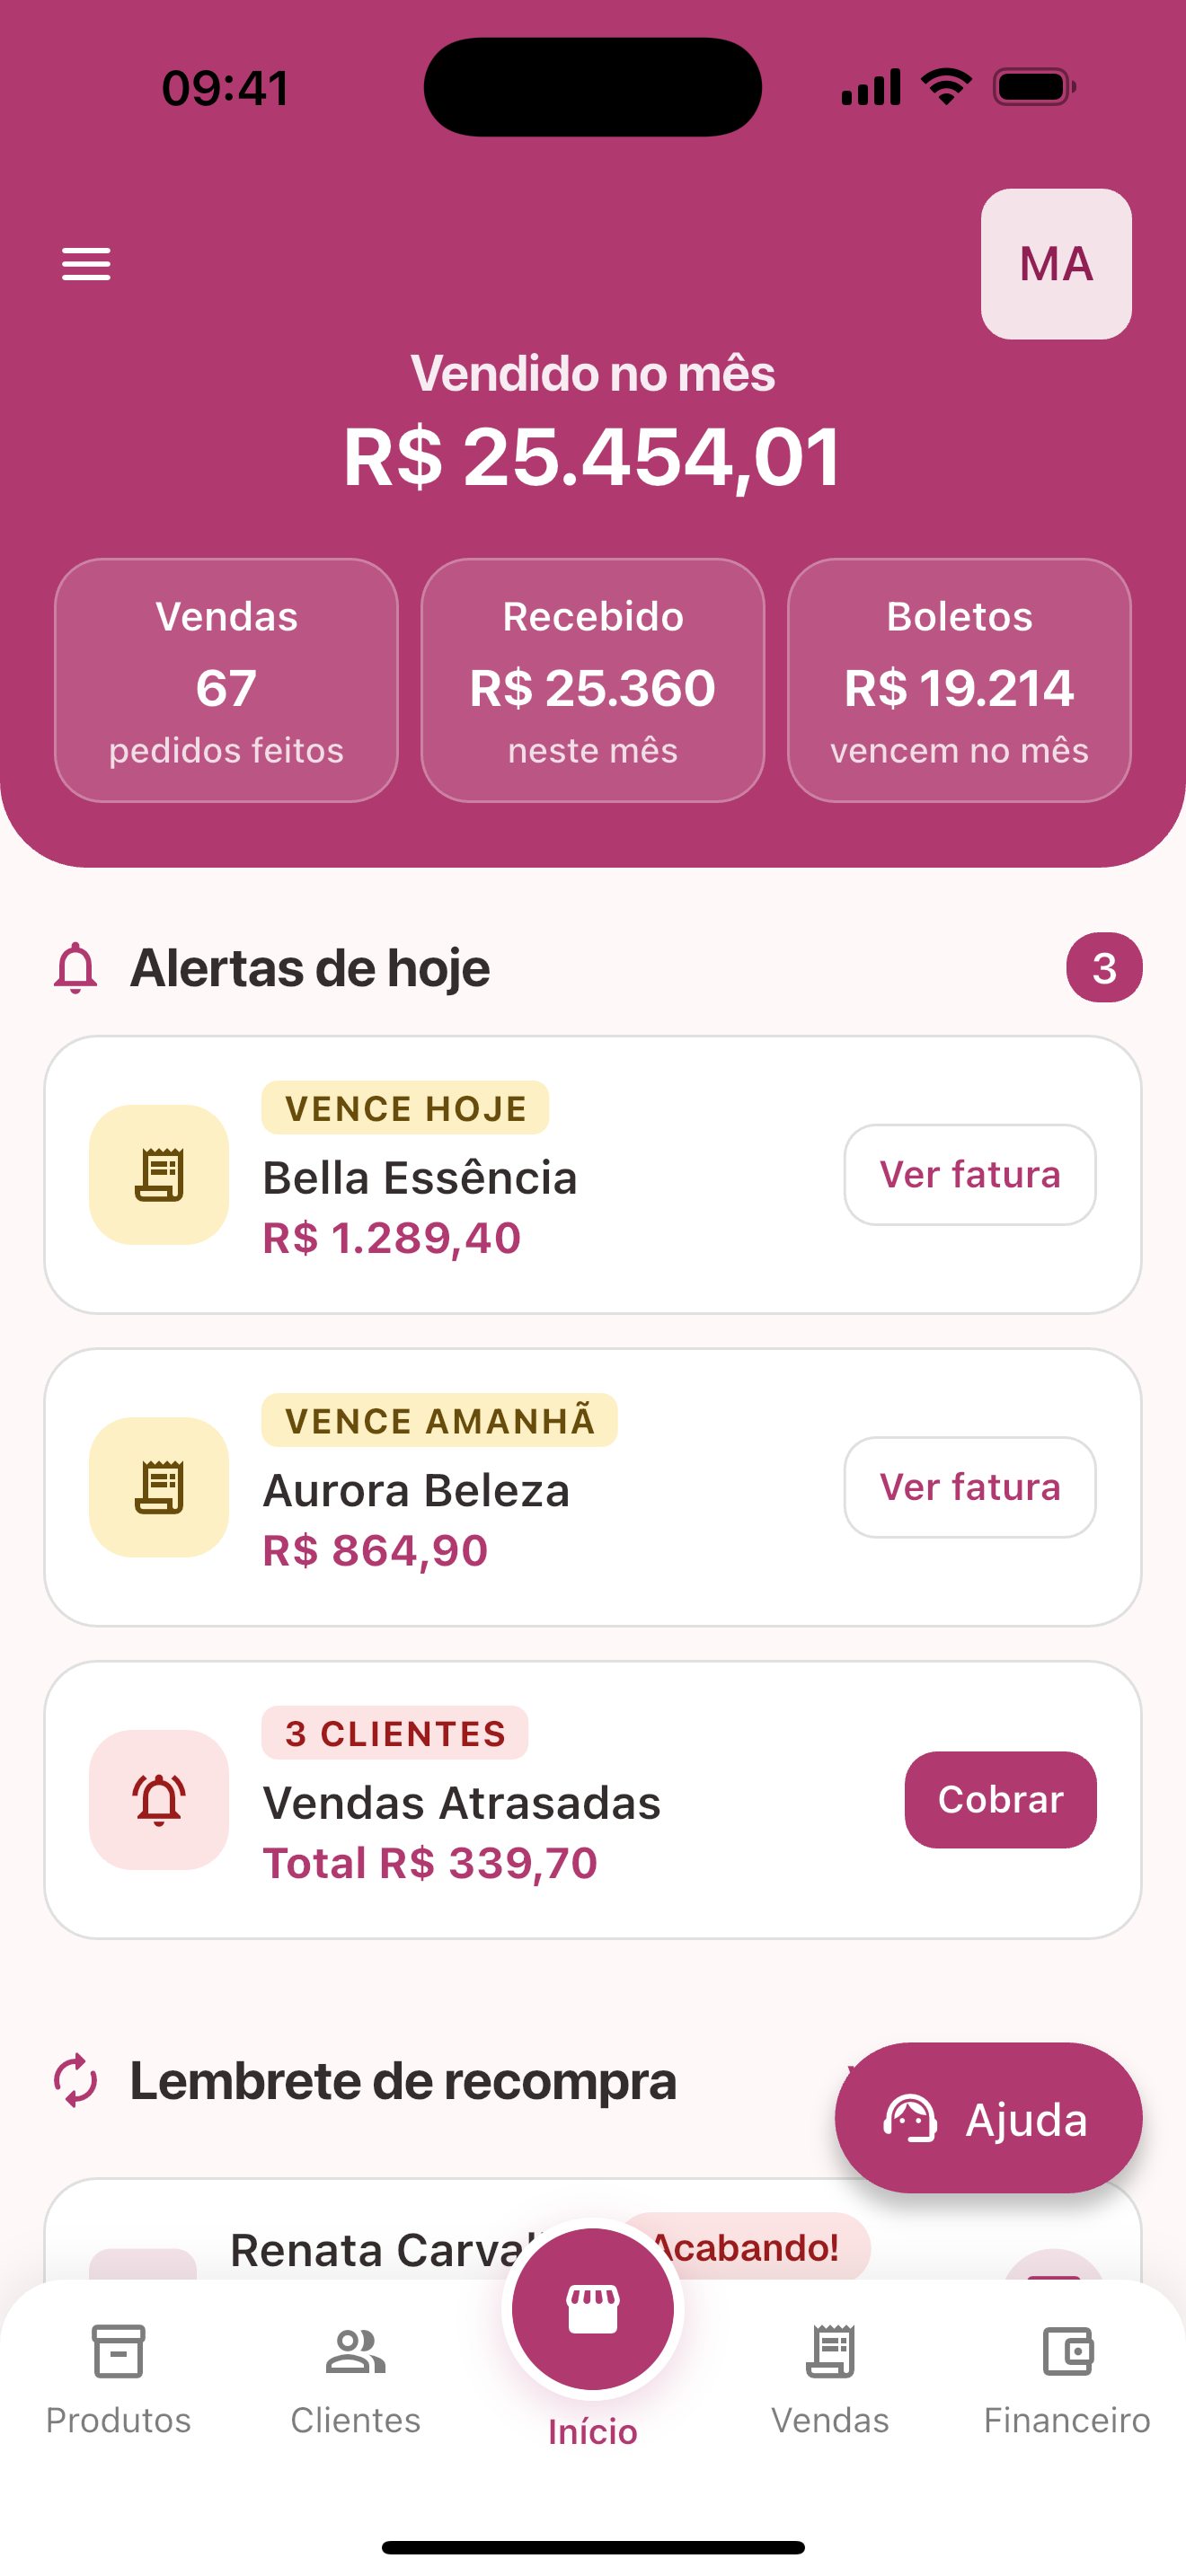 09:41
MA
Vendido no mês
R$ 25.454,01
Vendas
67
pedidos feitos
Recebido
R$ 25.360
neste mês
Boletos
R$ 19.214
vencem no mês
Alertas de hoje
3
VENCE HOJE
Bella Essência
R$ 1.289,40
Ver fatura
VENCE AMANHÃ
Aurora Beleza
R$ 864,90
Ver fatura
3 CLIENTES
Vendas Atrasadas
Total R$ 339,70
Cobrar
Lembrete de recompra
Ajuda
Renata
Acabando!
Produtos
Clientes
Início
Vendas
Financeiro